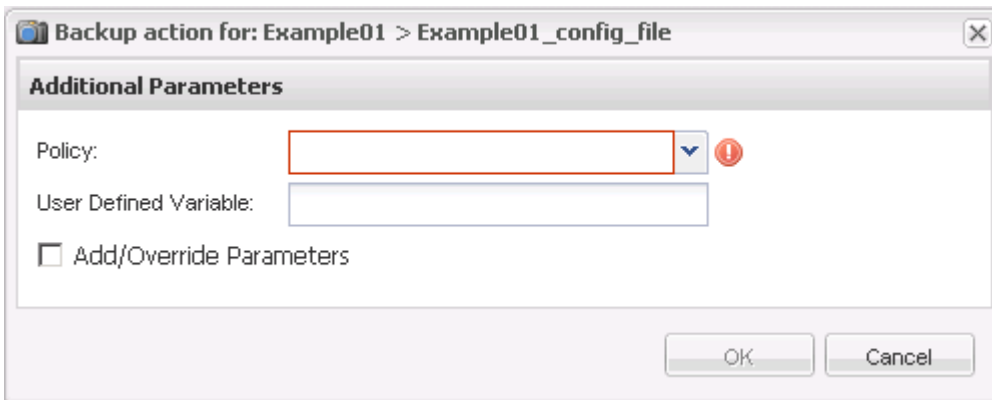 Backup action for: Example01 > Example01_config_file
Additional Parameters
Policy:
User Defined Variable:
Add/Override Parameters
OK
Cancel